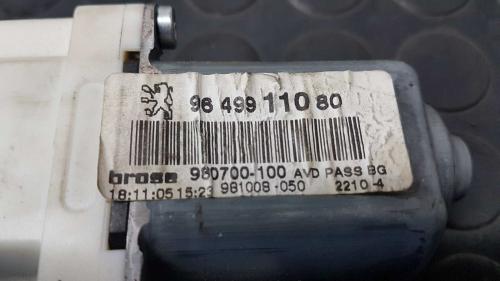 96 499 110 80
brose 980700-100 AVD PASS BG
18:11:05 15:23 981008-050 2210-4